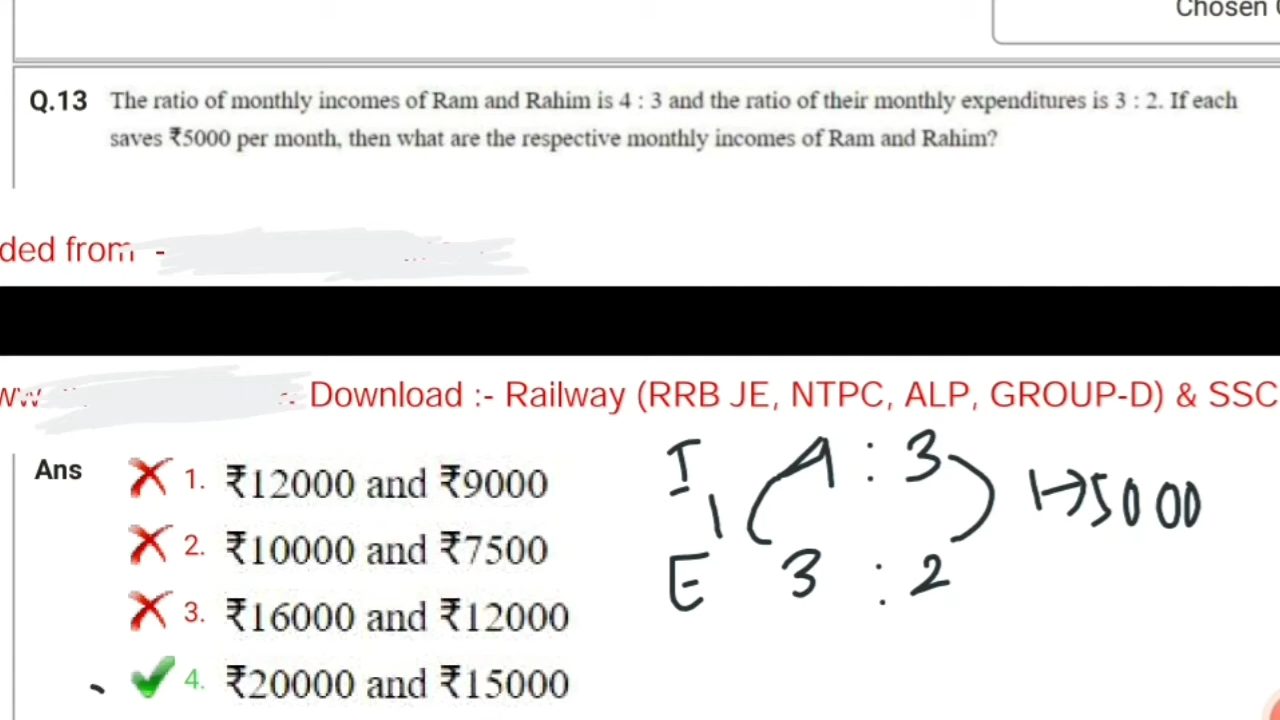 Chosen
Q.13 The ratio of monthly incomes of Ram and Rahim is 4 : 3 and the ratio of their monthly expenditures is 3 : 2. If each
saves ₹5000 per month, then what are the respective monthly incomes of Ram and Rahim?
ded from -
Download :- Railway (RRB JE, NTPC, ALP, GROUP-D) & SSC
Ans 1. ₹12000 and ₹9000
2. ₹10000 and ₹7500
3. ₹16000 and ₹12000
4. ₹20000 and ₹15000
I 4 : 3
1 1→5000
E 3 : 2